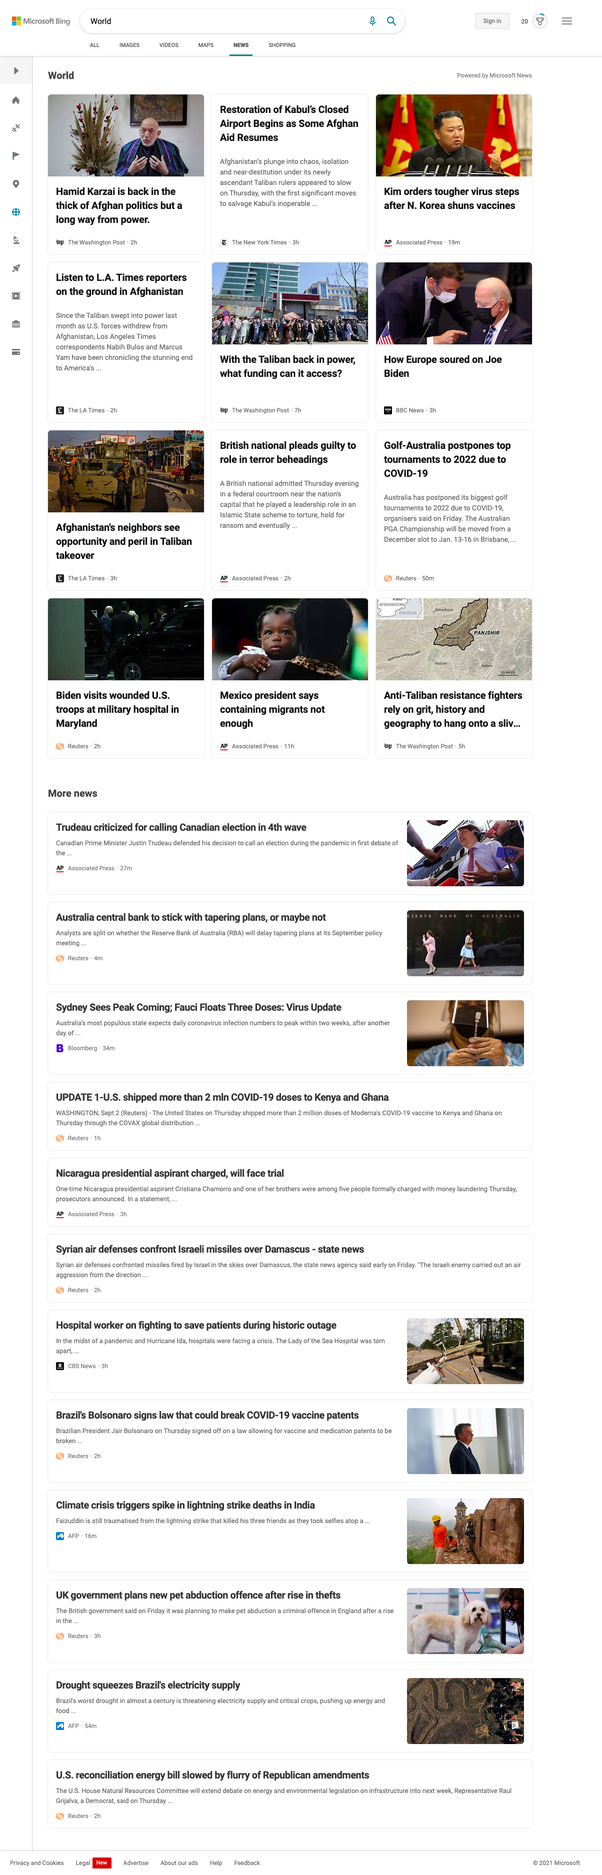 Microsoft Bing
World
Sign in
20
ALL IMAGES VIDEOS MAPS NEWS SHOPPING
World
Powered by Microsoft News
Hamid Karzai is back in the
thick of Afghan politics but a
long way from power.
wp The Washington Post · 2h
Restoration of Kabul's Closed
Airport Begins as Some Afghan
Aid Resumes
Afghanistan's plunge into chaos, isolation
and near-destitution under its newly
ascendant Taliban rulers appeared to slow
on Thursday, with the first significant moves
to salvage Kabul's inoperable ...
The New York Times · 3h
Kim orders tougher virus steps
after N. Korea shuns vaccines
AP Associated Press · 19m
Listen to L.A. Times reporters
on the ground in Afghanistan
Since the Taliban swept into power last
month as U.S. forces withdrew from
Afghanistan, Los Angeles Times
correspondents Nabih Bulos and Marcus
Yam have been chronicling the stunning end
to America's ...
The LA Times · 2h
With the Taliban back in power,
what funding can it access?
wp The Washington Post · 7h
How Europe soured on Joe
Biden
BBC News · 3h
Afghanistan's neighbors see
opportunity and peril in Taliban
takeover
The LA Times · 3h
British national pleads guilty to
role in terror beheadings
A British national admitted Thursday evening
in a federal courtroom near the nation's
capital that he played a leadership role in an
Islamic State scheme to torture, hold for
ransom and eventually ...
AP Associated Press · 2h
Golf-Australia postpones top
tournaments to 2022 due to
COVID-19
Australia has postponed its biggest golf
tournaments to 2022 due to COVID-19,
organisers said on Friday. The Australian
PGA Championship will be moved from a
December slot to Jan. 13-16 in Brisbane, ...
Reuters · 50m
Biden visits wounded U.S.
troops at military hospital in
Maryland
Reuters · 2h
Mexico president says
containing migrants not
enough
AP Associated Press · 11h
AFGHANISTAN
PANJSHIR
Anti-Taliban resistance fighters
rely on grit, history and
geography to hang onto a sliv...
wp The Washington Post · 5h
More news
Trudeau criticized for calling Canadian election in 4th wave
Canadian Prime Minister Justin Trudeau defended his decision to call an election during the pandemic in first debate of
the ...
AP Associated Press · 27m
Australia central bank to stick with tapering plans, or maybe not
Analysts are split on whether the Reserve Bank of Australia (RBA) will delay tapering plans at its September policy
meeting ...
Reuters · 4m
RESERVE BANK OF AUSTRALIA
Sydney Sees Peak Coming; Fauci Floats Three Doses: Virus Update
Australia's most populous state expects daily coronavirus infection numbers to peak within two weeks, after another
day of ...
B Bloomberg · 34m
UPDATE 1-U.S. shipped more than 2 mln COVID-19 doses to Kenya and Ghana
WASHINGTON, Sept 2 (Reuters) - The United States on Thursday shipped more than 2 million doses of Moderna's COVID-19 vaccine to Kenya and Ghana on
Thursday through the COVAX global distribution ...
Reuters · 1h
Nicaragua presidential aspirant charged, will face trial
One-time Nicaragua presidential aspirant Cristiana Chamorro and one of her brothers were among five people formally charged with money laundering Thursday,
prosecutors announced. In a statement, ...
AP Associated Press · 3h
Syrian air defenses confront Israeli missiles over Damascus - state news
Syrian air defenses confronted missiles fired by Israel in the skies over Damascus, the state news agency said early on Friday. "The Israeli enemy carried out an air
aggression from the direction ...
Reuters · 2h
Hospital worker on fighting to save patients during historic outage
In the midst of a pandemic and Hurricane Ida, hospitals were facing a crisis. The Lady of the Sea Hospital was torn
apart, ...
CBS News · 3h
Brazil's Bolsonaro signs law that could break COVID-19 vaccine patents
Brazilian President Jair Bolsonaro on Thursday signed off on a law allowing for vaccine and medication patents to be
broken ...
Reuters · 2h
Climate crisis triggers spike in lightning strike deaths in India
Faizuddin is still traumatised from the lightning strike that killed his three friends as they took selfies atop a ...
AFP · 16m
UK government plans new pet abduction offence after rise in thefts
The British government said on Friday it was planning to make pet abduction a criminal offence in England after a rise
in the ...
Reuters · 3h
Drought squeezes Brazil's electricity supply
Brazil's worst drought in almost a century is threatening electricity supply and critical crops, pushing up energy and
food ...
AFP · 54m
U.S. reconciliation energy bill slowed by flurry of Republican amendments
The U.S. House Natural Resources Committee will extend debate on energy and environmental legislation on infrastructure into next week, Representative Raul
Grijalva, a Democrat, said on Thursday ...
Reuters · 2h
Privacy and Cookies Legal New Advertise About our ads Help Feedback
© 2021 Microsoft